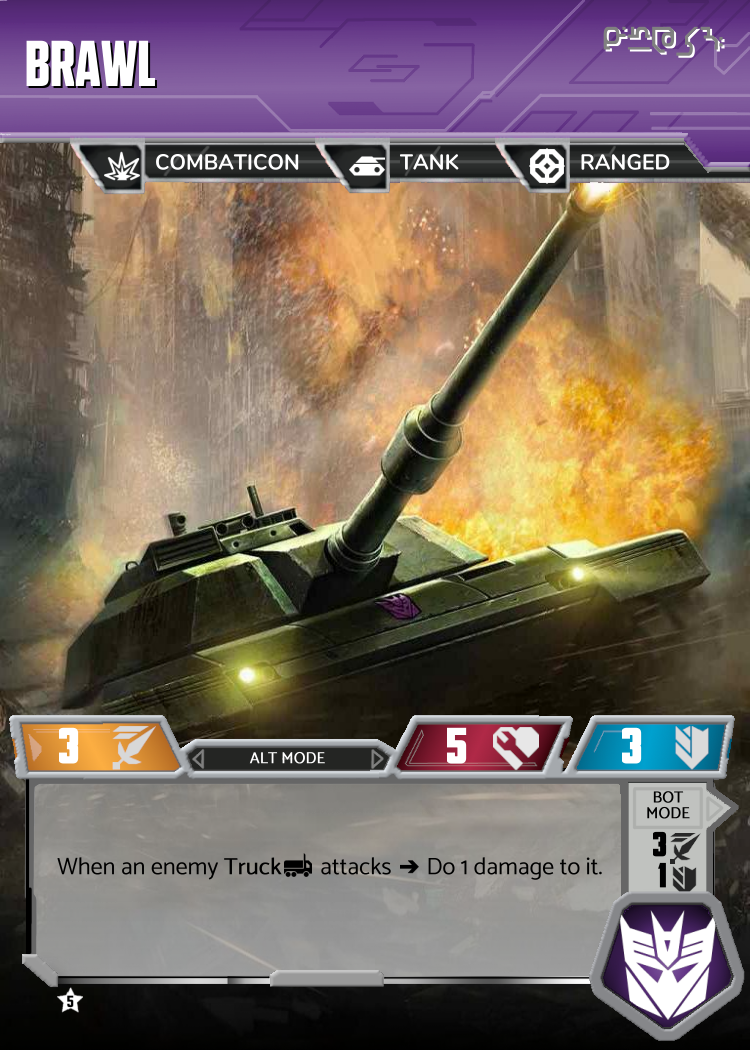 BRAWL
COMBATICON TANK RANGED
3 ALT MODE 5 3
BOT
MODE
3
1
When an enemy Truck attacks ➔ Do 1 damage to it.
5